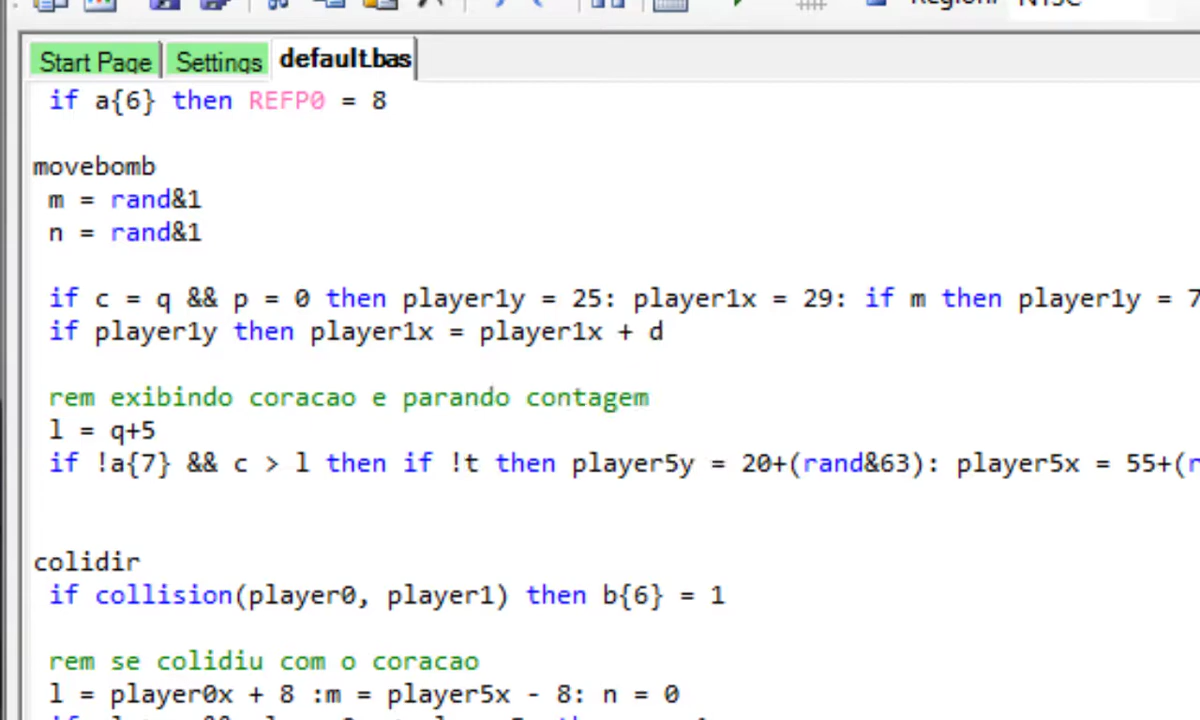 Region: NTSC
Start Page Settings default.bas
if a{6} then REFP0 = 8
movebomb
m = rand&1
n = rand&1
if c = q && p = 0 then player1y = 25: player1x = 29: if m then player1y = 7
if player1y then player1x = player1x + d
rem exibindo coracao e parando contagem
l = q+5
if !a{7} && c > l then if !t then player5y = 20+(rand&63): player5x = 55+(r
colidir
if collision(player0, player1) then b{6} = 1
rem se colidiu com o coracao
l = player0x + 8 :m = player5x - 8: n = 0